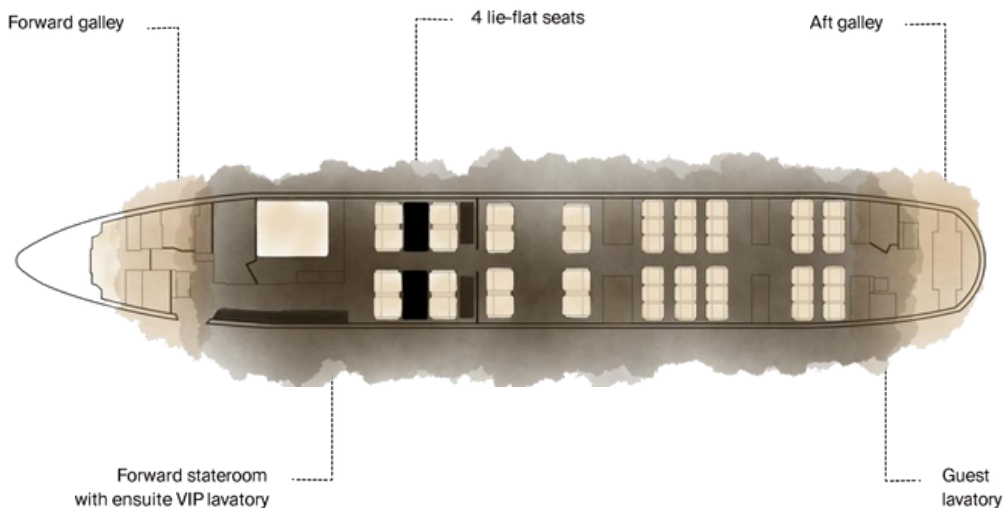 Forward galley
4 lie-flat seats
Aft galley
Forward stateroom
with ensuite VIP lavatory
Guest
lavatory